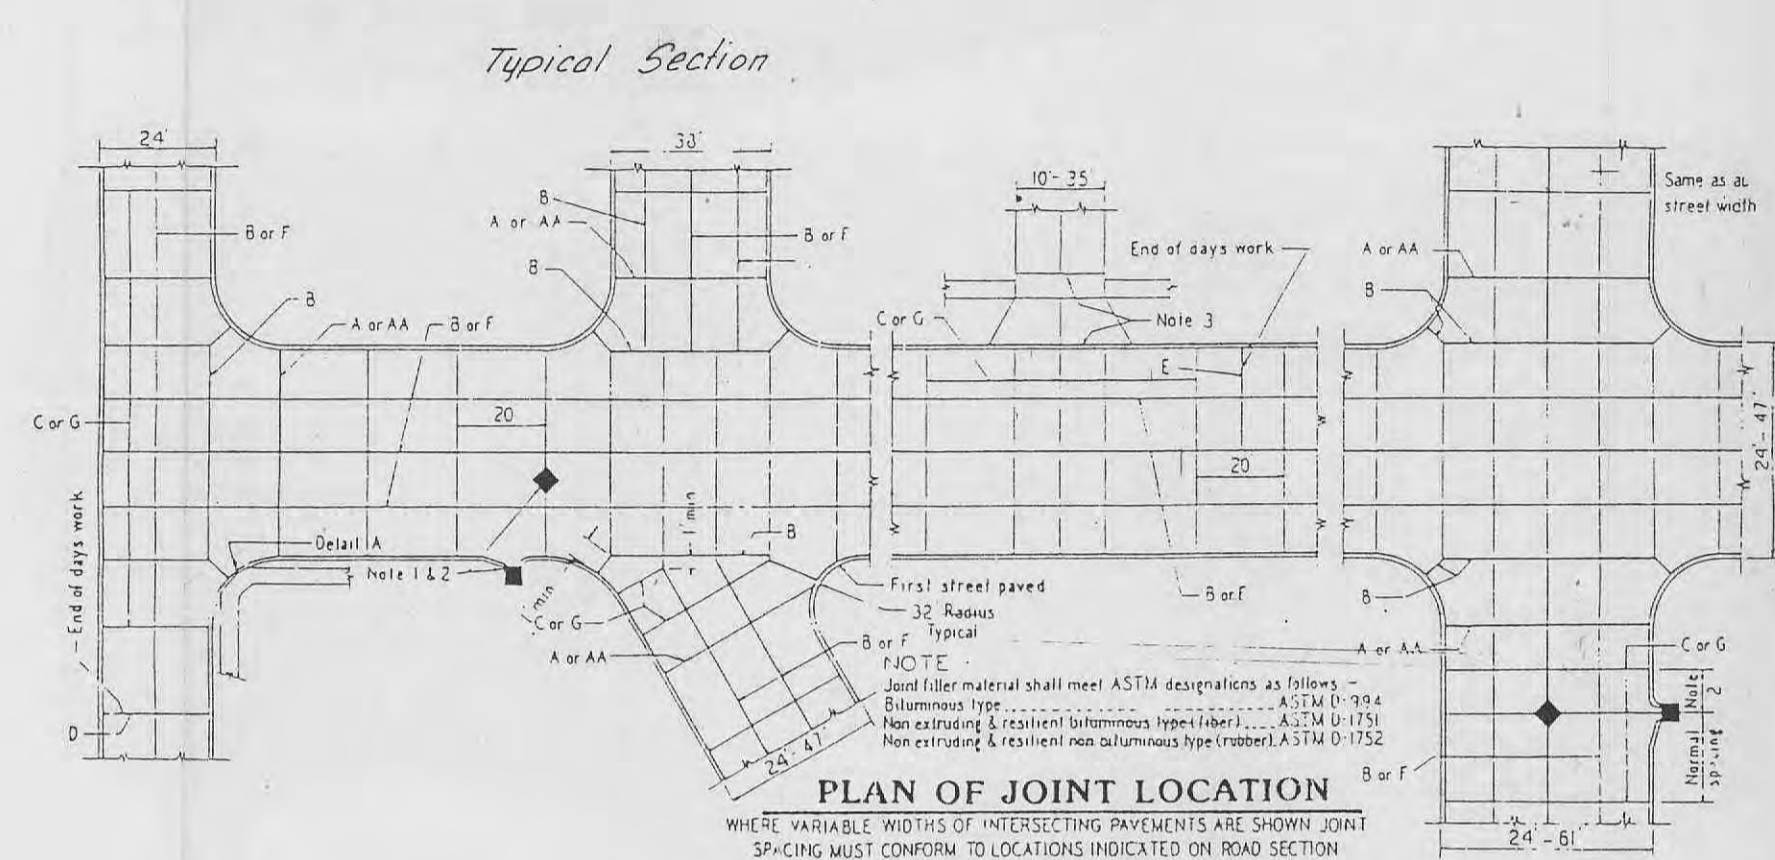 Typical Section
24'
38'
10'-35'
B
A or AA
B or F
B or F
B
B
A or AA
B or F
End of days work
A or AA
Same as
street width
C or G
Note 3
B
E
C or G
20
20
24'-47'
End of days work
Detail A
Note 1 & 2
1' min
B
min
C or G
A or AA
First street paved
32' Radius
Typical
B or F
B or F
B
A or AA
C or G
D
NOTE
Joint filler material shall meet ASTM designations as follows -
Bituminous type ASTM D-994
Non extruding & resilient bituminous type (fiber) ASTM D-1751
Non extruding & resilient non bituminous type (rubber) ASTM D-1752
24'-47'
B or F
Normal
spacing
Note
2
24'-61'
PLAN OF JOINT LOCATION
WHERE VARIABLE WIDTHS OF INTERSECTING PAVEMENTS ARE SHOWN JOINT
SPACING MUST CONFORM TO LOCATIONS INDICATED ON ROAD SECTION